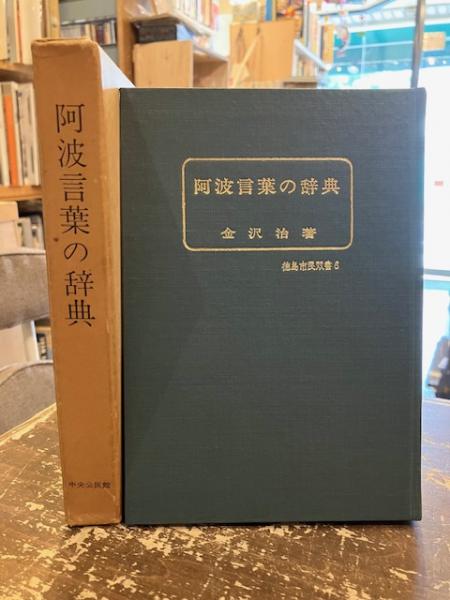 阿波言葉の辞典
中央公民館
阿波言葉の辞典
金沢治著
徳島市民双書6